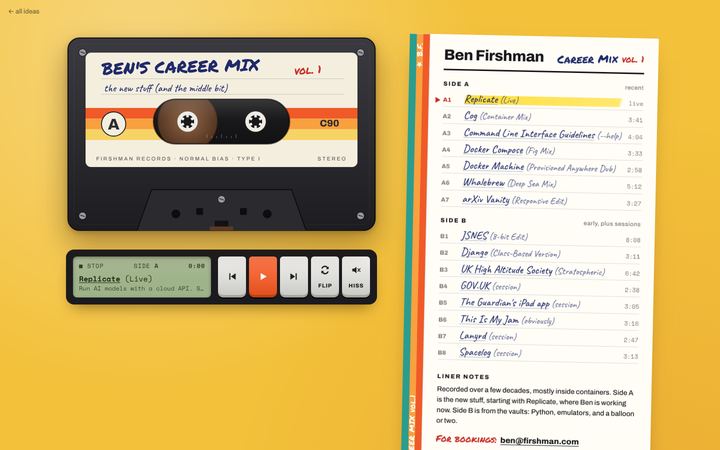 ← all ideas
BEN'S CAREER MIX VOL. 1
the new stuff (and the middle bit)
A
C90
FIRSHMAN RECORDS · NORMAL BIAS · TYPE I STEREO
■ STOP SIDE A 0:00
Replicate (Live)
Run AI models with a cloud API. S…
FLIP
HISS
Ben Firshman CAREER MIX VOL. 1
SIDE A recent
▶ A1 Replicate (Live) live
A2 Cog (Container Mix) 3:41
A3 Command Line Interface Guidelines (--help) 4:04
A4 Docker Compose (Fig Mix) 3:33
A5 Docker Machine (Provisioned Anywhere Dub) 2:58
A6 Whalebrew (Deep Sea Mix) 5:12
A7 arXiv Vanity (Responsive Edit) 3:27
SIDE B early, plus sessions
B1 JSNES (8-bit Edit) 8:08
B2 Django (Class-Based Version) 3:11
B3 UK High Altitude Society (Stratospheric) 6:42
B4 GOV.UK (session) 2:38
B5 The Guardian's iPad app (session) 3:05
B6 This Is My Jam (obviously) 3:16
B7 Lanyrd (session) 2:47
B8 Spacelog (session) 3:13
LINER NOTES
Recorded over a few decades, mostly inside containers. Side A
is the new stuff, starting with Replicate, where Ben is working
now. Side B is from the vaults: Python, emulators, and a balloon
or two.
FOR BOOKINGS: ben@firshman.com